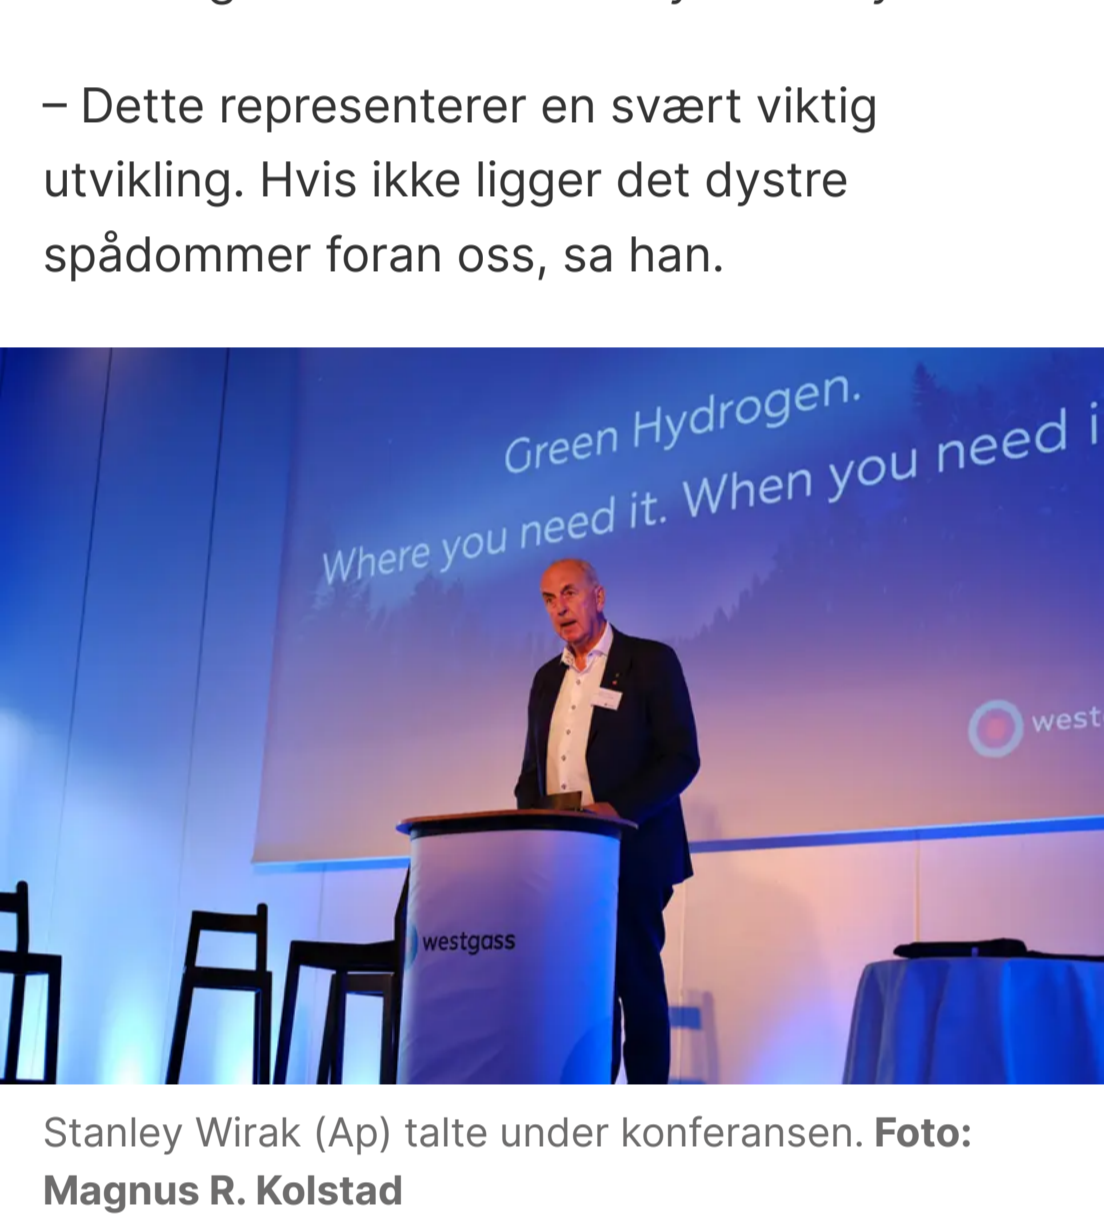 – Dette representerer en svært viktig
utvikling. Hvis ikke ligger det dystre
spådommer foran oss, sa han.
Green Hydrogen.
Where you need it. When you need i
west
westgass
Stanley Wirak (Ap) talte under konferansen. Foto:
Magnus R. Kolstad